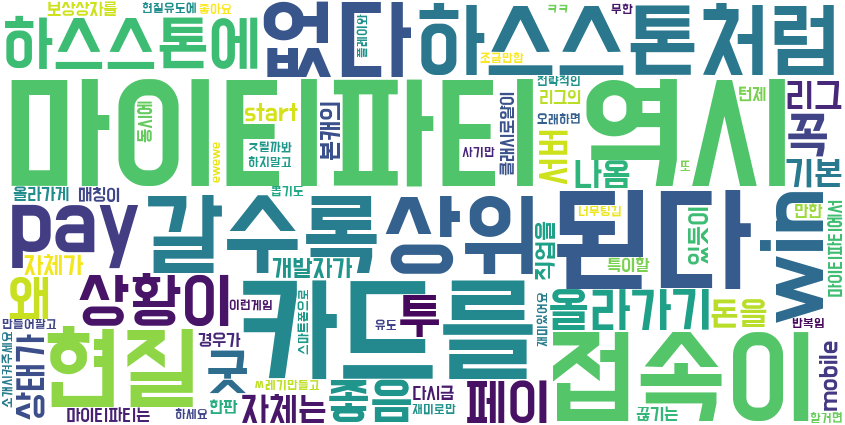 보상상자를
현질유도에
좋아요
ㅋㅋ
무한
하스스톤에
없다
플레이와
하스스톤처럼
조금만함
전략적인
턴제
마이티파티
역시
리그의
리그
동시에
start
본캐의
오래하면
꼭
ㅈ될까봐
하지말고
클래시로얄이
서버
사기만
또
ewewe
나옴
기본
올라가게
매칭이
뽑기도
pay
갈수록
상위
된다
너무튕김
win
만한
마이티파티에서
있듯이
직업을
자체가
개발자가
특이할
왜
상황이
이런게임
스마트폰으로
카드를
투
유도
재미있어요
올라가기
돈을
반복임
만들어팔고
소개시켜주세요
상태가
현질
경우가
굿
접속이
mobile
쓰레기만들고
좋음
다시금
페이
마이티파티는
하세요
한판
자체는
재미로만
끊기는
할거면